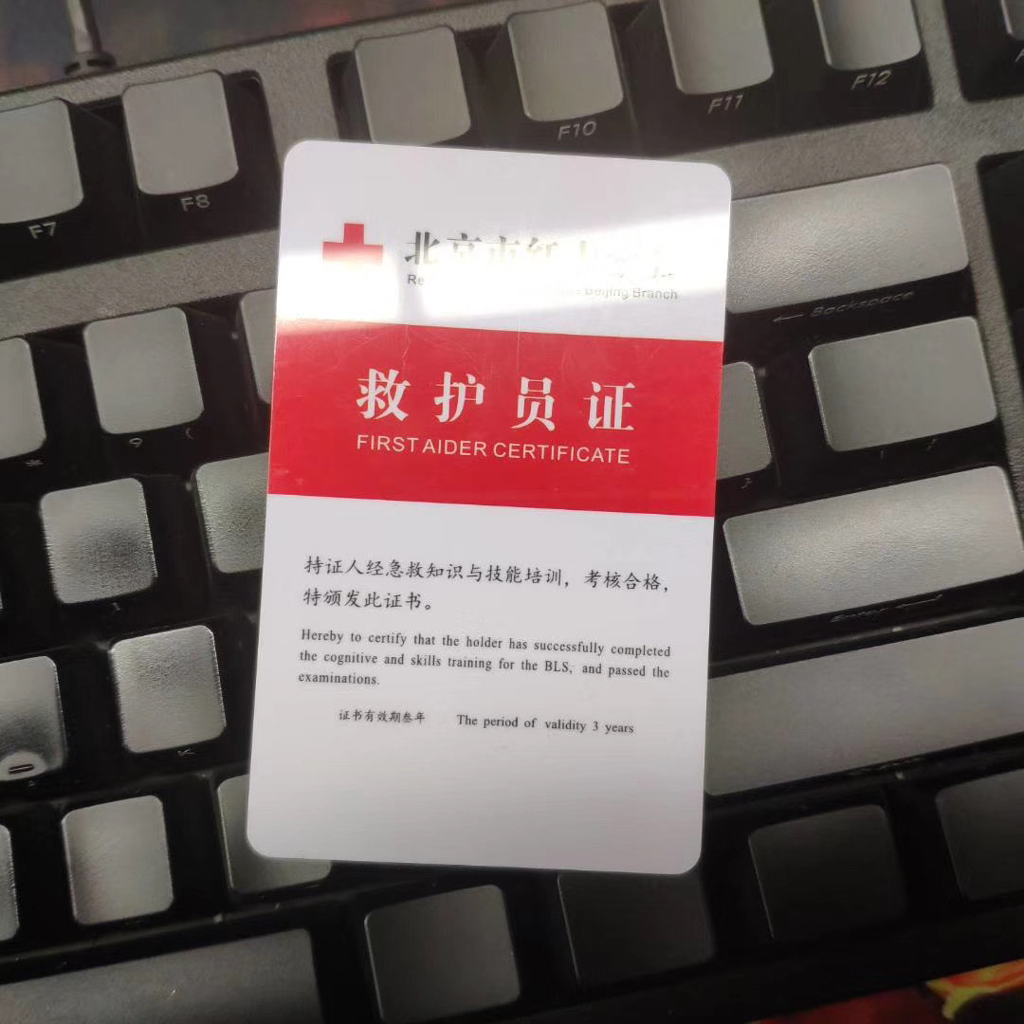 F7
F8
F10
F11
F12
北京市红
Beijing Branch
救护员证
FIRST AIDER CERTIFICATE
持证人经急救知识与技能培训，考核合格，
特颁发此证书。
Hereby to certify that the holder has successfully completed
the cognitive and skills training for the BLS, and passed the
examinations.
证书有效期叁年 The period of validity 3 years
← Backspace
9 (
K